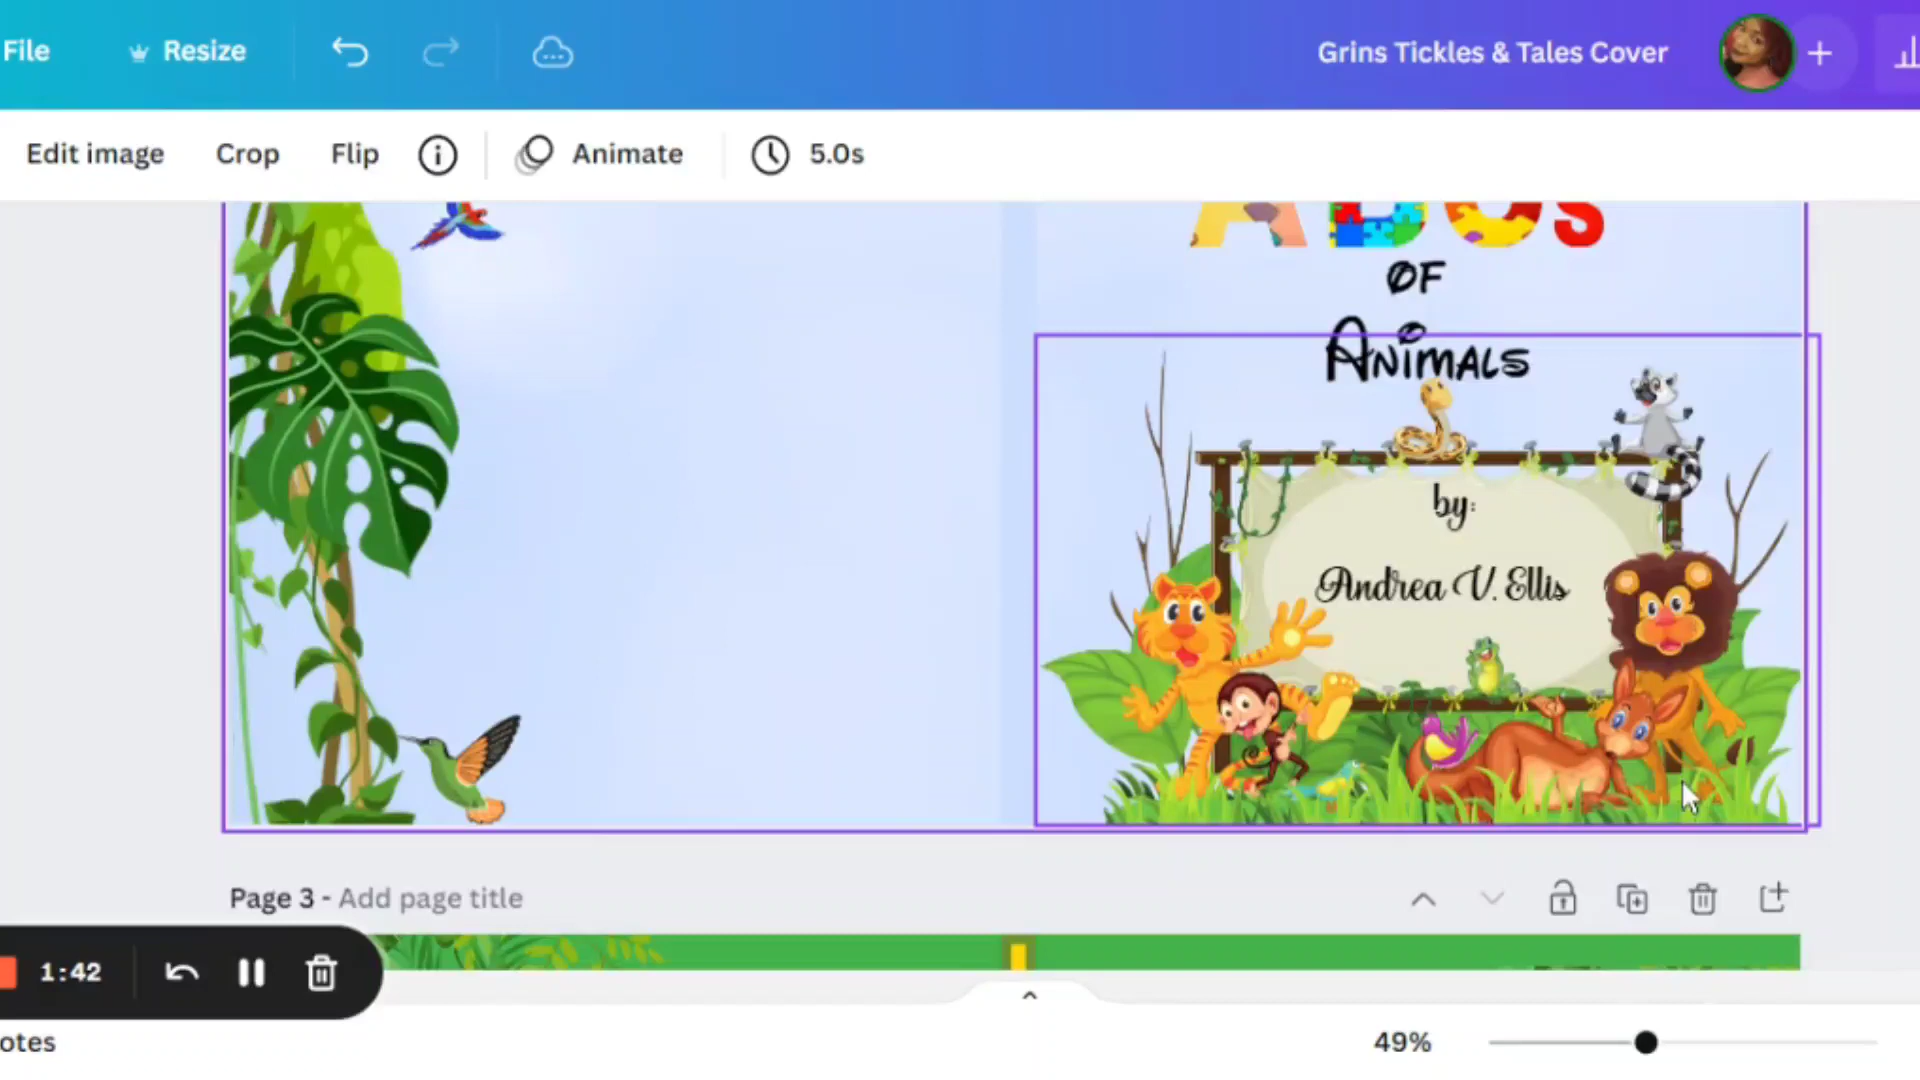 File Resize Grins Tickles & Tales Cover
Edit image Crop Flip Animate 5.0s
ABCs
OF
ANIMALS
by:
Andrea V. Ellis
Page 3 - Add page title
1:42
otes 49%